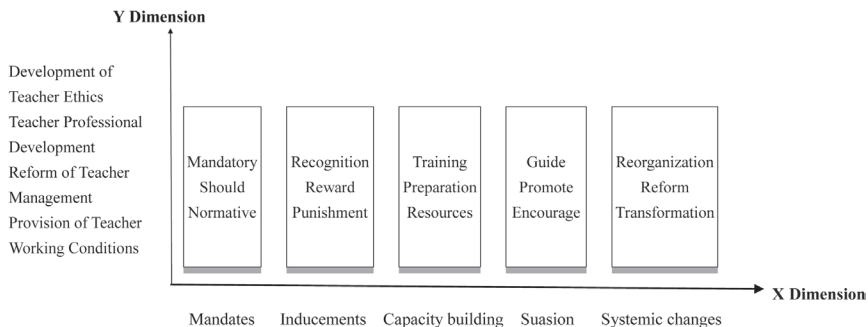 Y Dimension
Development of
Teacher Ethics
Teacher Professional
Development
Reform of Teacher
Management
Provision of Teacher
Working Conditions
Mandatory
Should
Normative
Recognition
Reward
Punishment
Training
Preparation
Resources
Guide
Promote
Encourage
Reorganization
Reform
Transformation
X Dimension
Mandates
Inducements
Capacity building
Suasion
Systemic changes